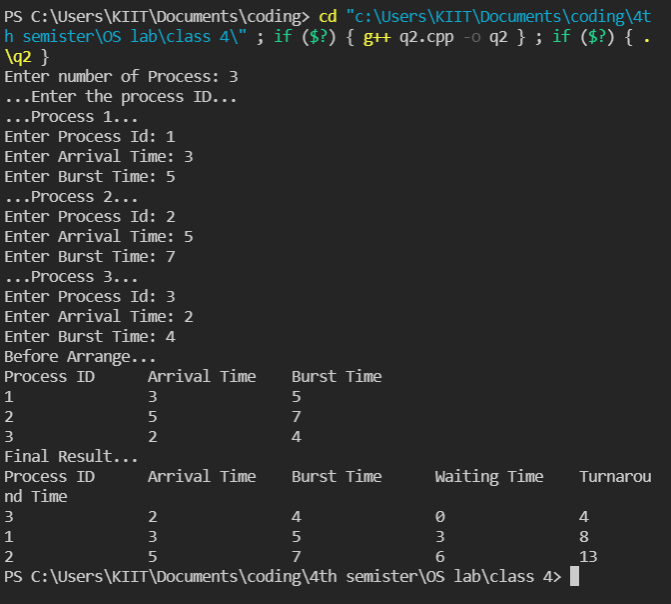 PS C:\Users\KIIT\Documents\coding> cd "c:\Users\KIIT\Documents\coding\4t
h semister\OS lab\class 4\" ; if ($?) { g++ q2.cpp -o q2 } ; if ($?) { .
\q2 }
Enter number of Process: 3
...Enter the process ID...
...Process 1...
Enter Process Id: 1
Enter Arrival Time: 3
Enter Burst Time: 5
...Process 2...
Enter Process Id: 2
Enter Arrival Time: 5
Enter Burst Time: 7
...Process 3...
Enter Process Id: 3
Enter Arrival Time: 2
Enter Burst Time: 4
Before Arrange...
Process ID      Arrival Time    Burst Time
1               3               5
2               5               7
3               2               4
Final Result...
Process ID      Arrival Time    Burst Time      Waiting Time    Turnarou
nd Time
3               2               4               0               4
1               3               5               3               8
2               5               7               6               13
PS C:\Users\KIIT\Documents\coding\4th semister\OS lab\class 4>